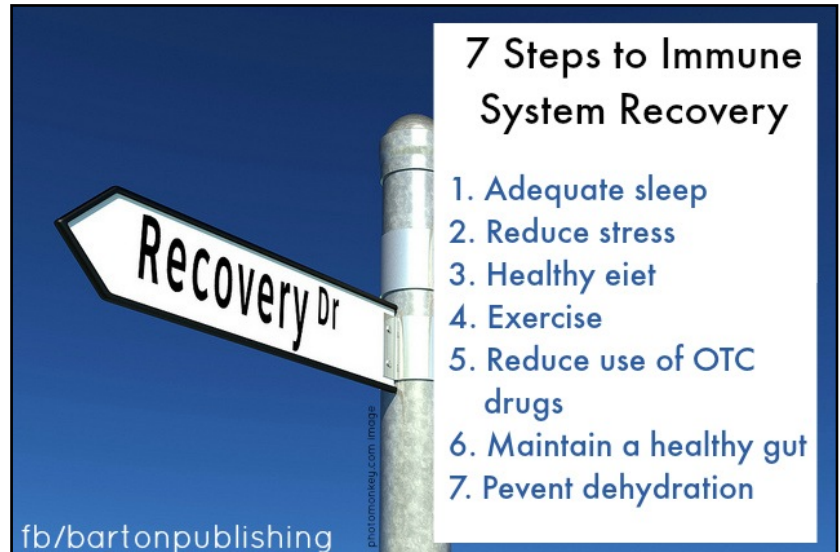 7 Steps to Immune
System Recovery
1. Adequate sleep
2. Reduce stress
3. Healthy eiet
4. Exercise
5. Reduce use of OTC
drugs
6. Maintain a healthy gut
7. Pevent dehydration
Recovery Dr
photomonkey.com image
fb/bartonpublishing